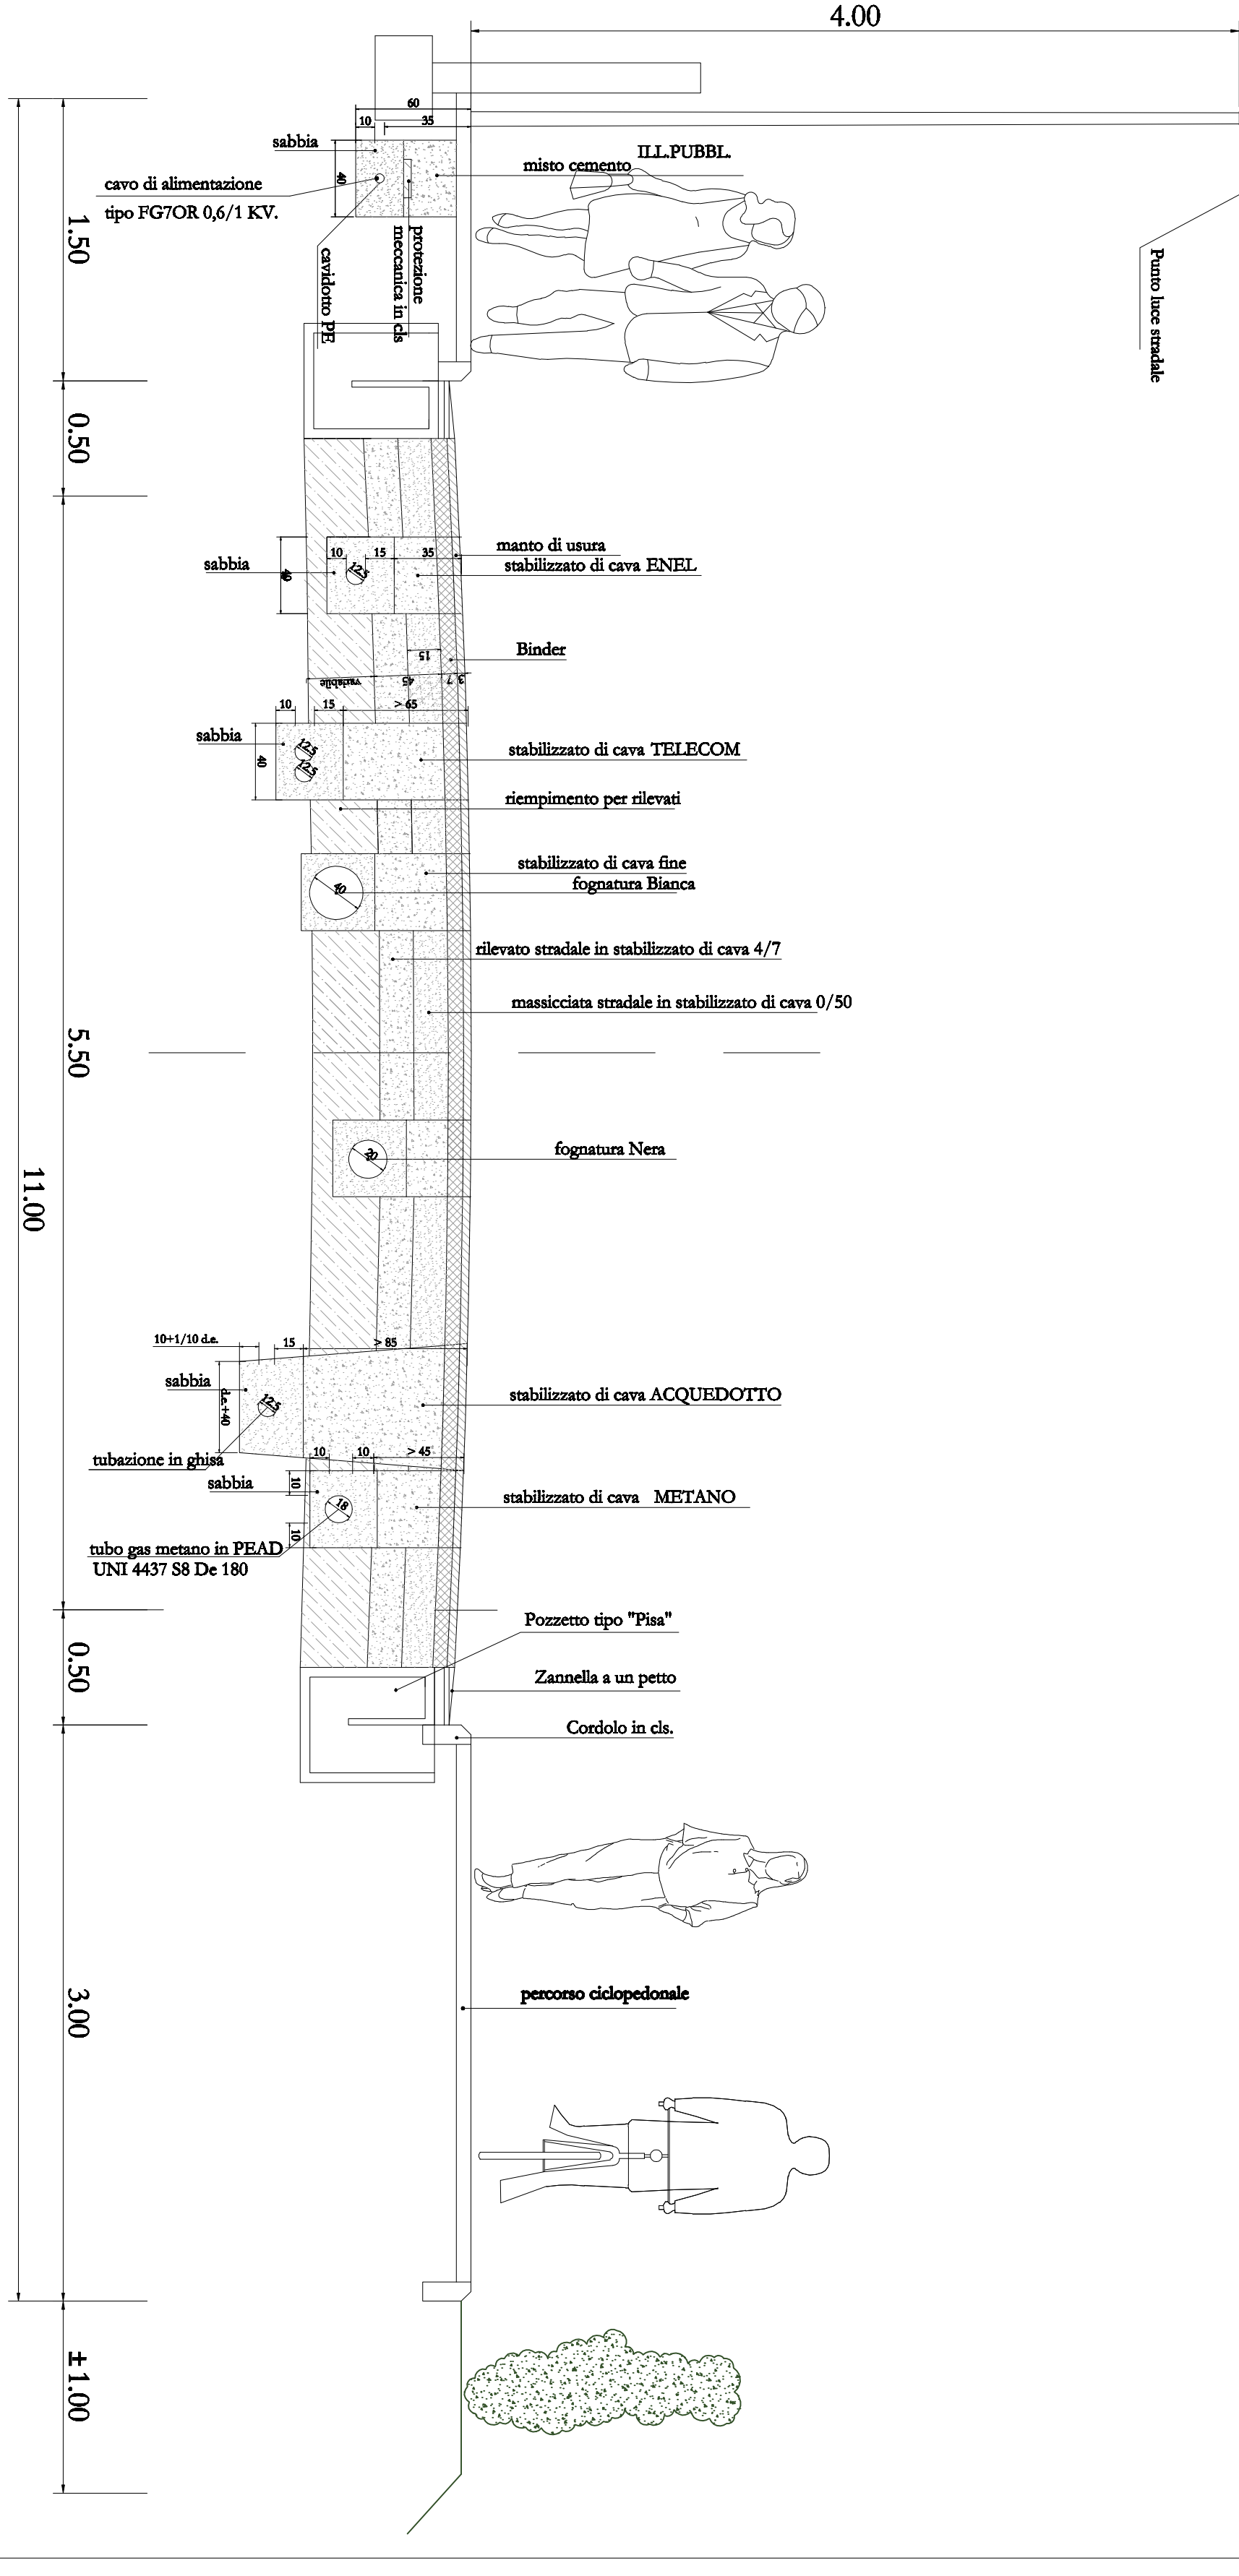 4.00
60
10
35
sabbia
ILL.PUBBL.
misto cemento
40
cavo di alimentazione
tipo FG7OR 0,6/1 KV.
protezione
meccanica in cls
cavidotto PE
Punto luce stradale
1.50
0.50
manto di usura
10
15
35
sabbia
12.5
40
stabilizzato di cava ENEL
Binder
15
variabile
45
7
3
10
15
> 65
sabbia
12.5
12.5
40
stabilizzato di cava TELECOM
riempimento per rilevati
stabilizzato di cava fine
40
fognatura Bianca
rilevato stradale in stabilizzato di cava 4/7
massicciata stradale in stabilizzato di cava 0/50
5.50
fognatura Nera
20
11.00
10+1/10 d.e.
15
> 85
sabbia
d.e.+40
12.5
stabilizzato di cava ACQUEDOTTO
tubazione in ghisa
10
10
> 45
sabbia
10
18
stabilizzato di cava METANO
10
tubo gas metano in PEAD
UNI 4437 S8 De 180
Pozzetto tipo "Pisa"
0.50
Zannella a un petto
Cordolo in cls.
percorso ciclopedonale
3.00
±1.00